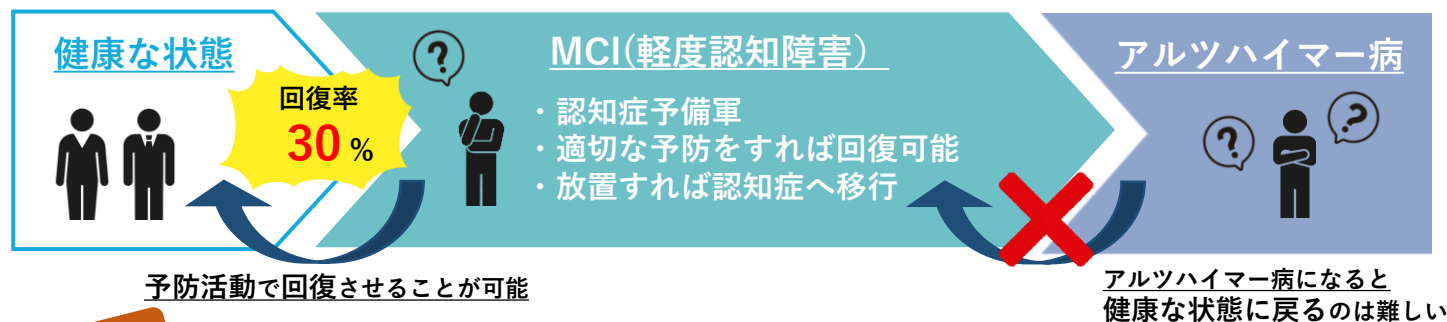 健康な状態
回復率
30 %
?
MCI(軽度認知障害）
・認知症予備軍
・適切な予防をすれば回復可能
・放置すれば認知症へ移行
アルツハイマー病
?
?
予防活動で回復させることが可能
アルツハイマー病になると
健康な状態に戻るのは難しい